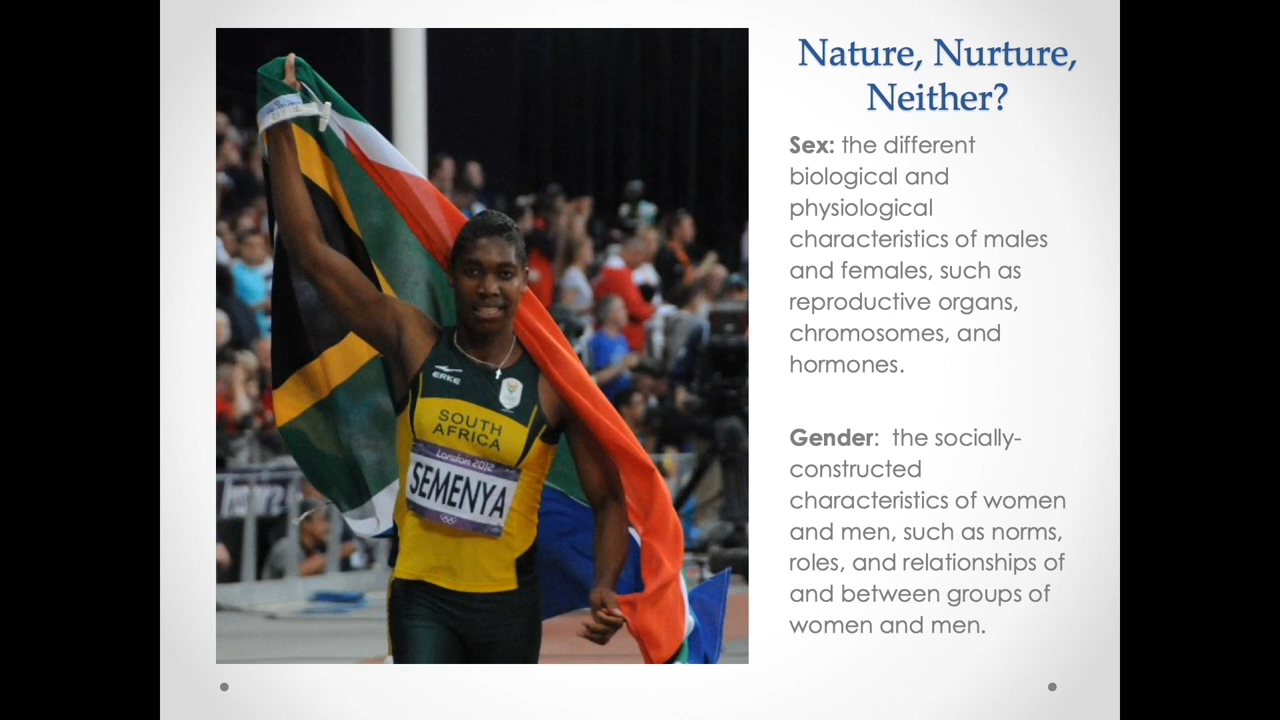 Nature, Nurture,
Neither?
Sex: the different
biological and
physiological
characteristics of males
and females, such as
reproductive organs,
chromosomes, and
hormones.
Gender:  the socially-
constructed
characteristics of women
and men, such as norms,
roles, and relationships of
and between groups of
women and men.
ERKE
SOUTH
AFRICA
London 2012
SEMENYA